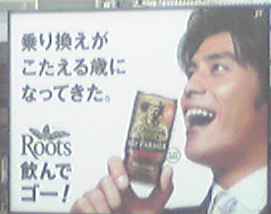 乗り換えが
こたえる歳に
なってきた。
Roots
飲んで
ゴー！
JT